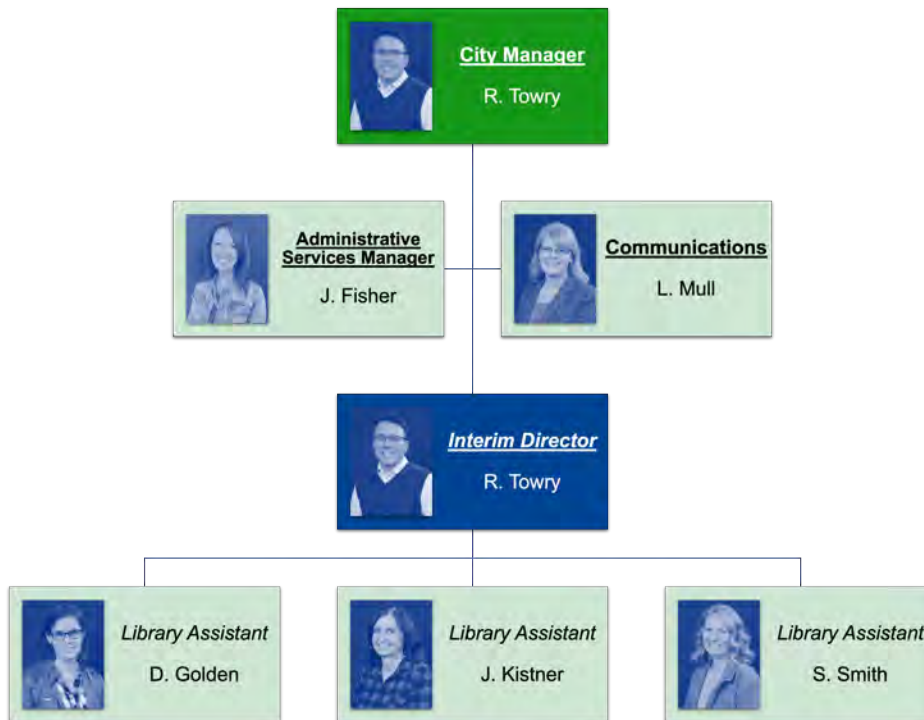 City Manager
R. Towry
Administrative
Services Manager
J. Fisher
Communications
L. Mull
Interim Director
R. Towry
Library Assistant
D. Golden
Library Assistant
J. Kistner
Library Assistant
S. Smith